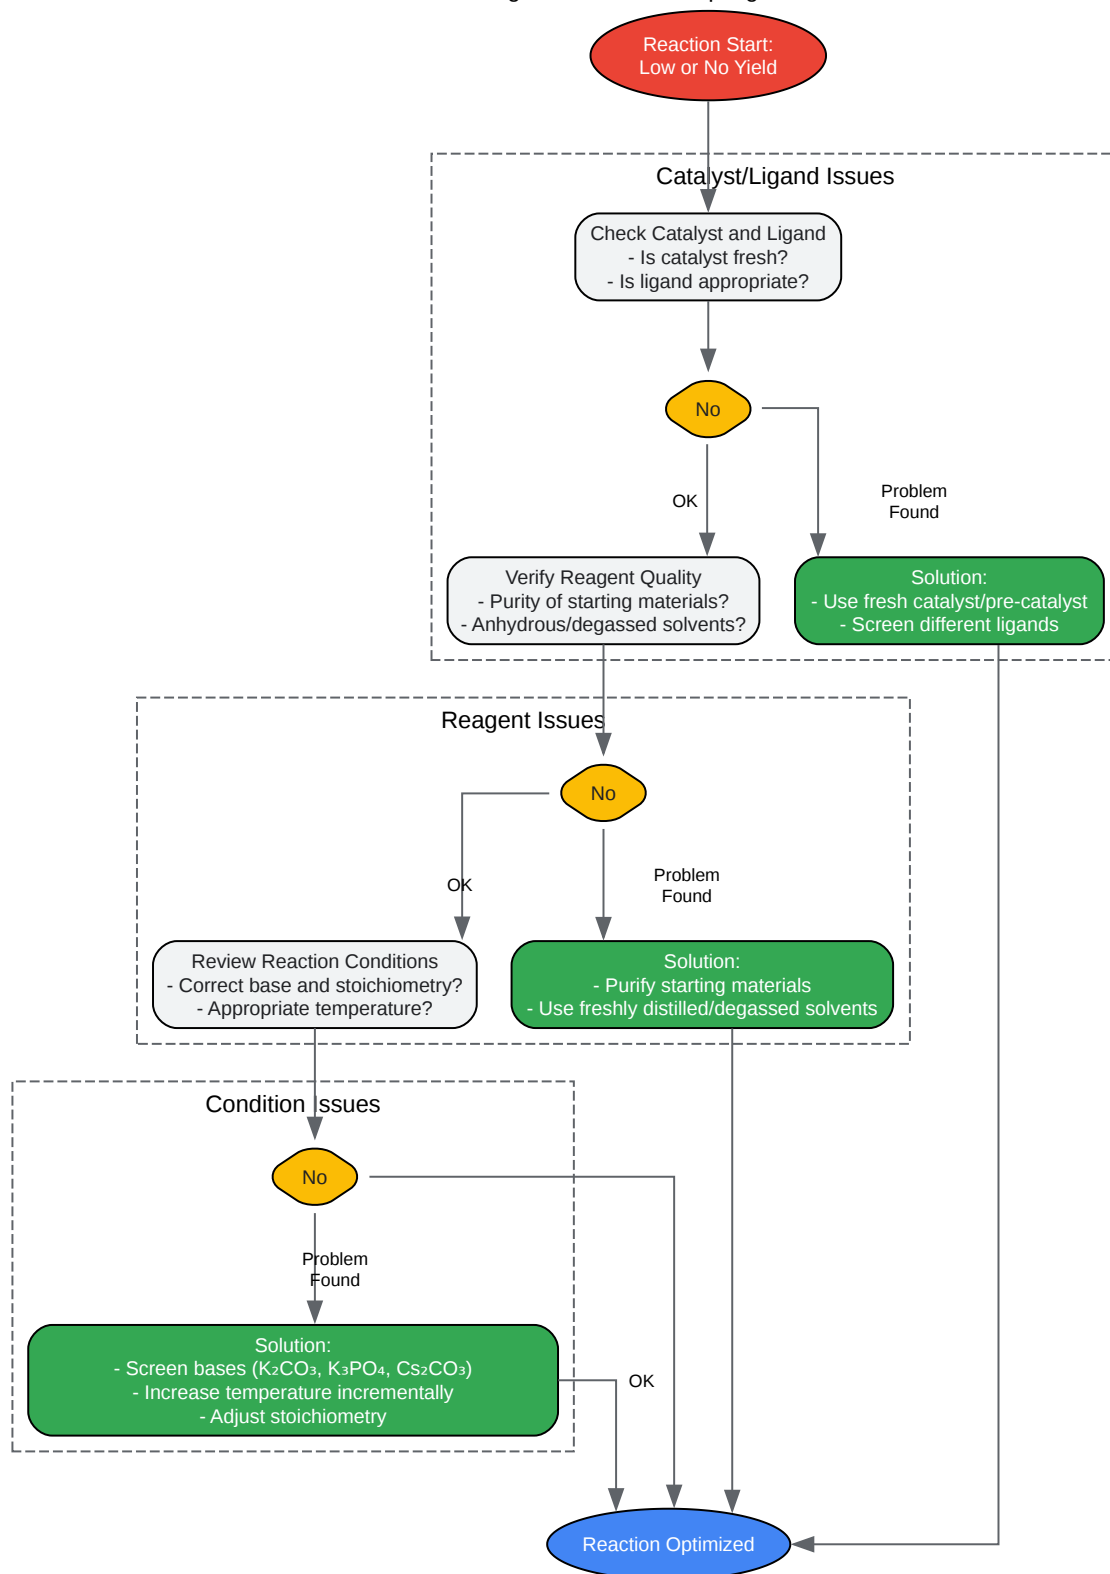 Reaction Start:
Low or No Yield
Catalyst/Ligand Issues
Check Catalyst and Ligand
- Is catalyst fresh?
- Is ligand appropriate?
No
OK
Problem
Found
Verify Reagent Quality
- Purity of starting materials?
- Anhydrous/degassed solvents?
Solution:
- Use fresh catalyst/pre-catalyst
- Screen different ligands
Reagent Issues
No
OK
Problem
Found
Review Reaction Conditions
- Correct base and stoichiometry?
- Appropriate temperature?
Solution:
- Purify starting materials
- Use freshly distilled/degassed solvents
Condition Issues
No
Problem
Found
Solution:
- Screen bases (K₂CO₃, K₃PO₄, Cs₂CO₃)
- Increase temperature incrementally
- Adjust stoichiometry
OK
Reaction Optimized